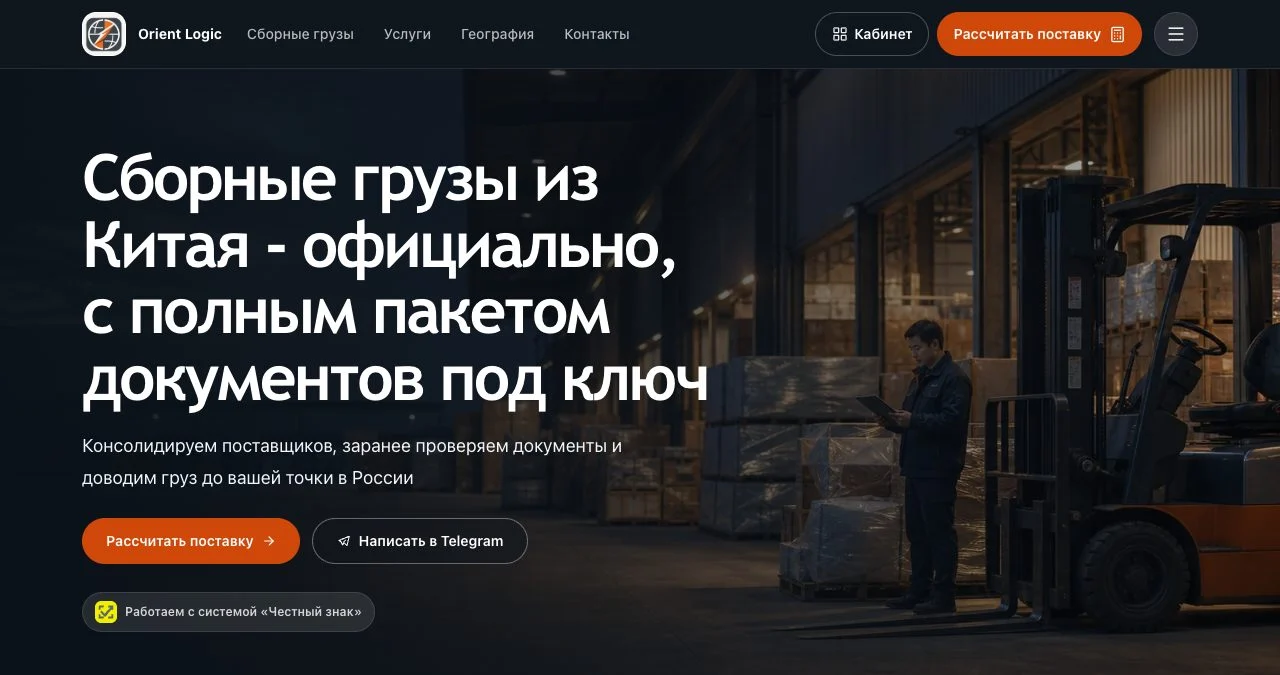 Orient Logic
Сборные грузы
Услуги
География
Контакты
Кабинет
Рассчитать поставку
Сборные грузы из
Китая - официально,
с полным пакетом
документов под ключ
Консолидируем поставщиков, заранее проверяем документы и
доводим груз до вашей точки в России
Рассчитать поставку
Написать в Telegram
Работаем с системой «Честный знак»